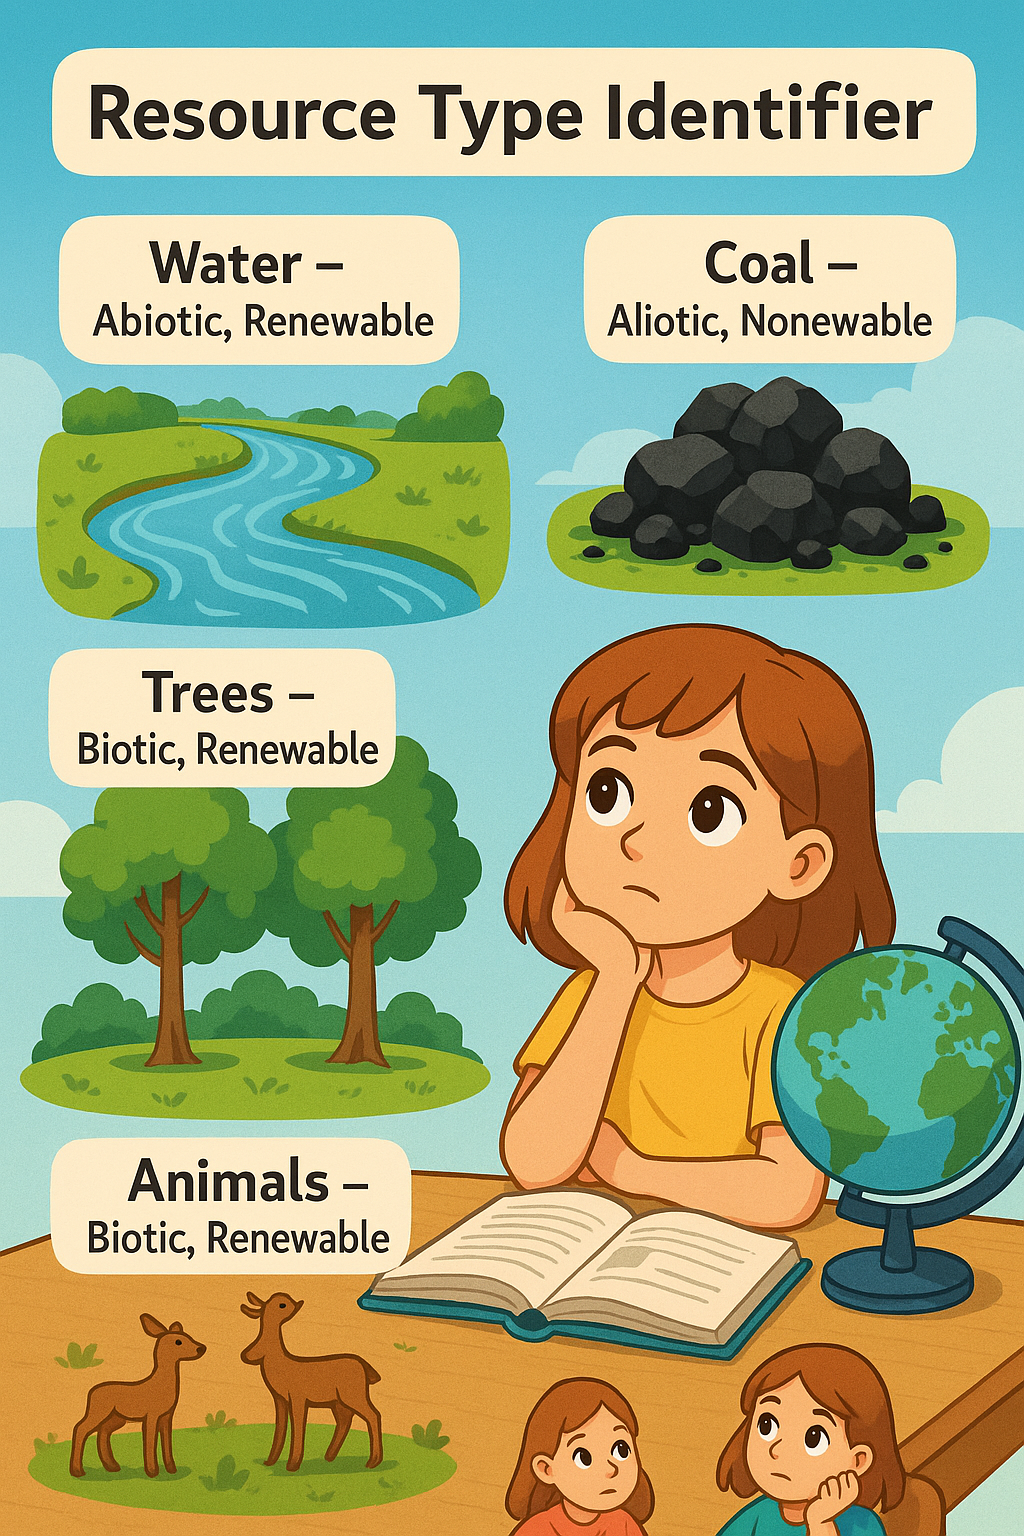 Resource Type Identifier
Water –
Abiotic, Renewable
Coal –
Aliotic, Nonewable
Trees –
Biotic, Renewable
Animals –
Biotic, Renewable